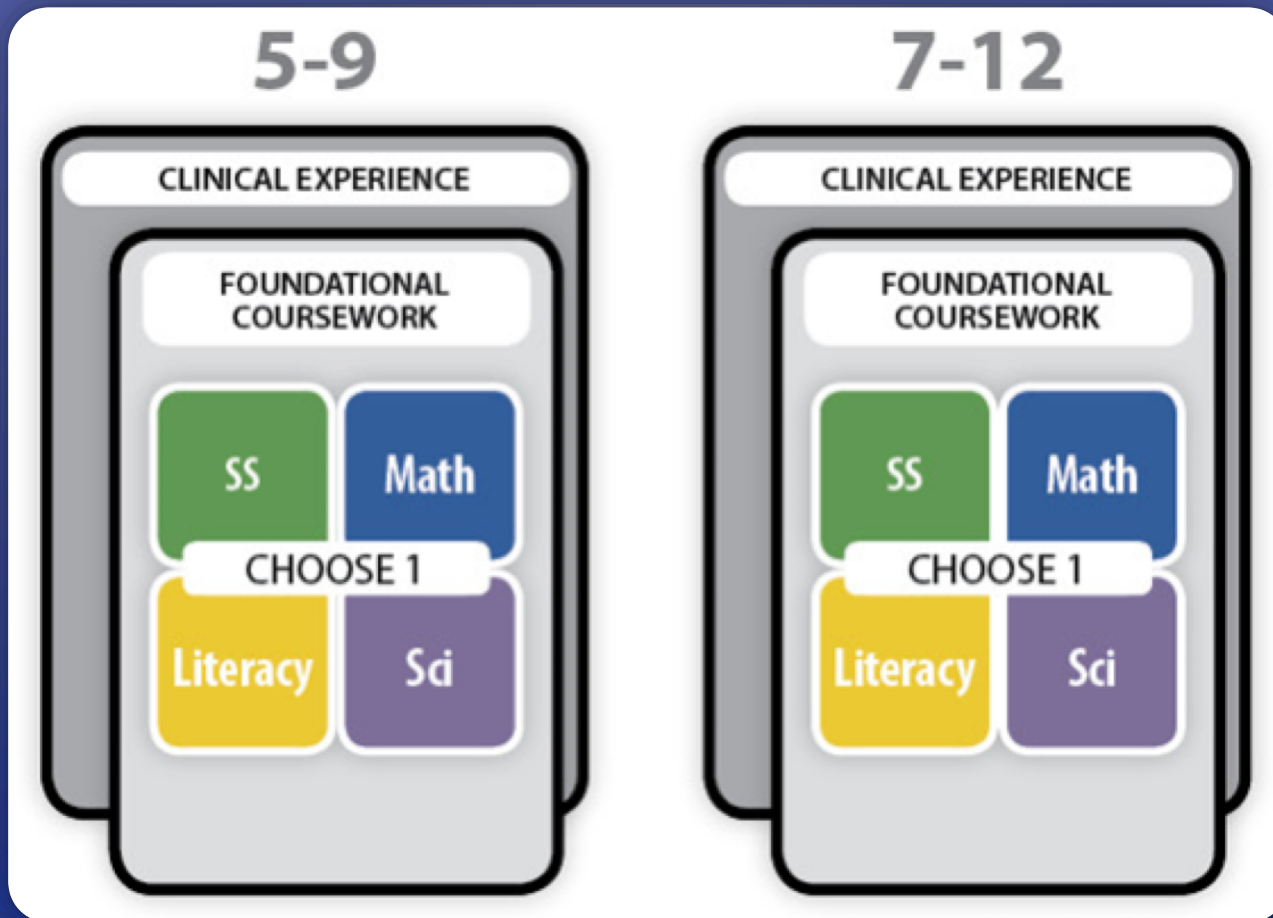 5-9
CLINICAL EXPERIENCE
FOUNDATIONAL
COURSEWORK
SS
Math
CHOOSE 1
Literacy
Sci
7-12
CLINICAL EXPERIENCE
FOUNDATIONAL
COURSEWORK
SS
Math
CHOOSE 1
Literacy
Sci